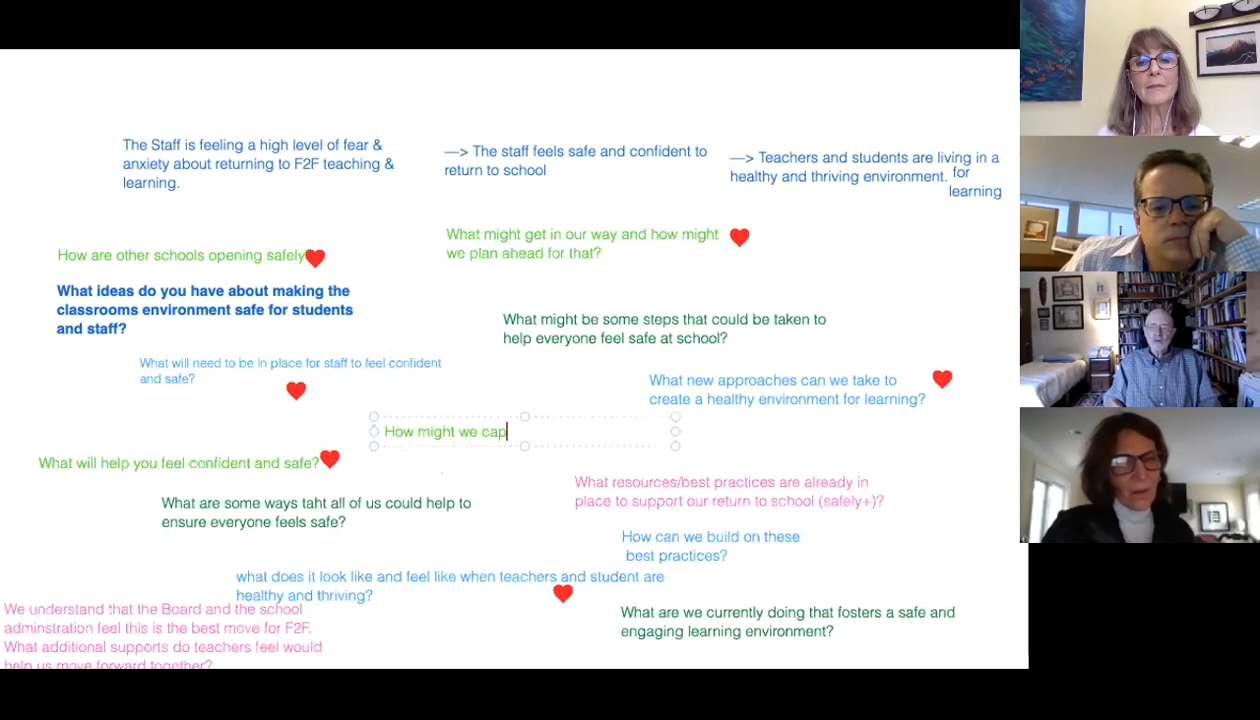 The Staff is feeling a high level of fear &
anxiety about returning to F2F teaching &
learning.
—> The staff feels safe and confident to
return to school
—> Teachers and students are living in a
healthy and thriving environment. for
learning
What might get in our way and how might
we plan ahead for that?
How are other schools opening safely
What ideas do you have about making the
classrooms environment safe for students
and staff?
What might be some steps that could be taken to
help everyone feel safe at school?
What will need to be in place for staff to feel confident
and safe?
What new approaches can we take to
create a healthy environment for learning?
How might we cap
What will help you feel confident and safe?
What resources/best practices are already in
place to support our return to school (safely+)?
What are some ways taht all of us could help to
ensure everyone feels safe?
How can we build on these
best practices?
what does it look like and feel like when teachers and student are
healthy and thriving?
We understand that the Board and the school
adminstration feel this is the best move for F2F.
What additional supports do teachers feel would
help us move forward together?
What are we currently doing that fosters a safe and
engaging learning environment?